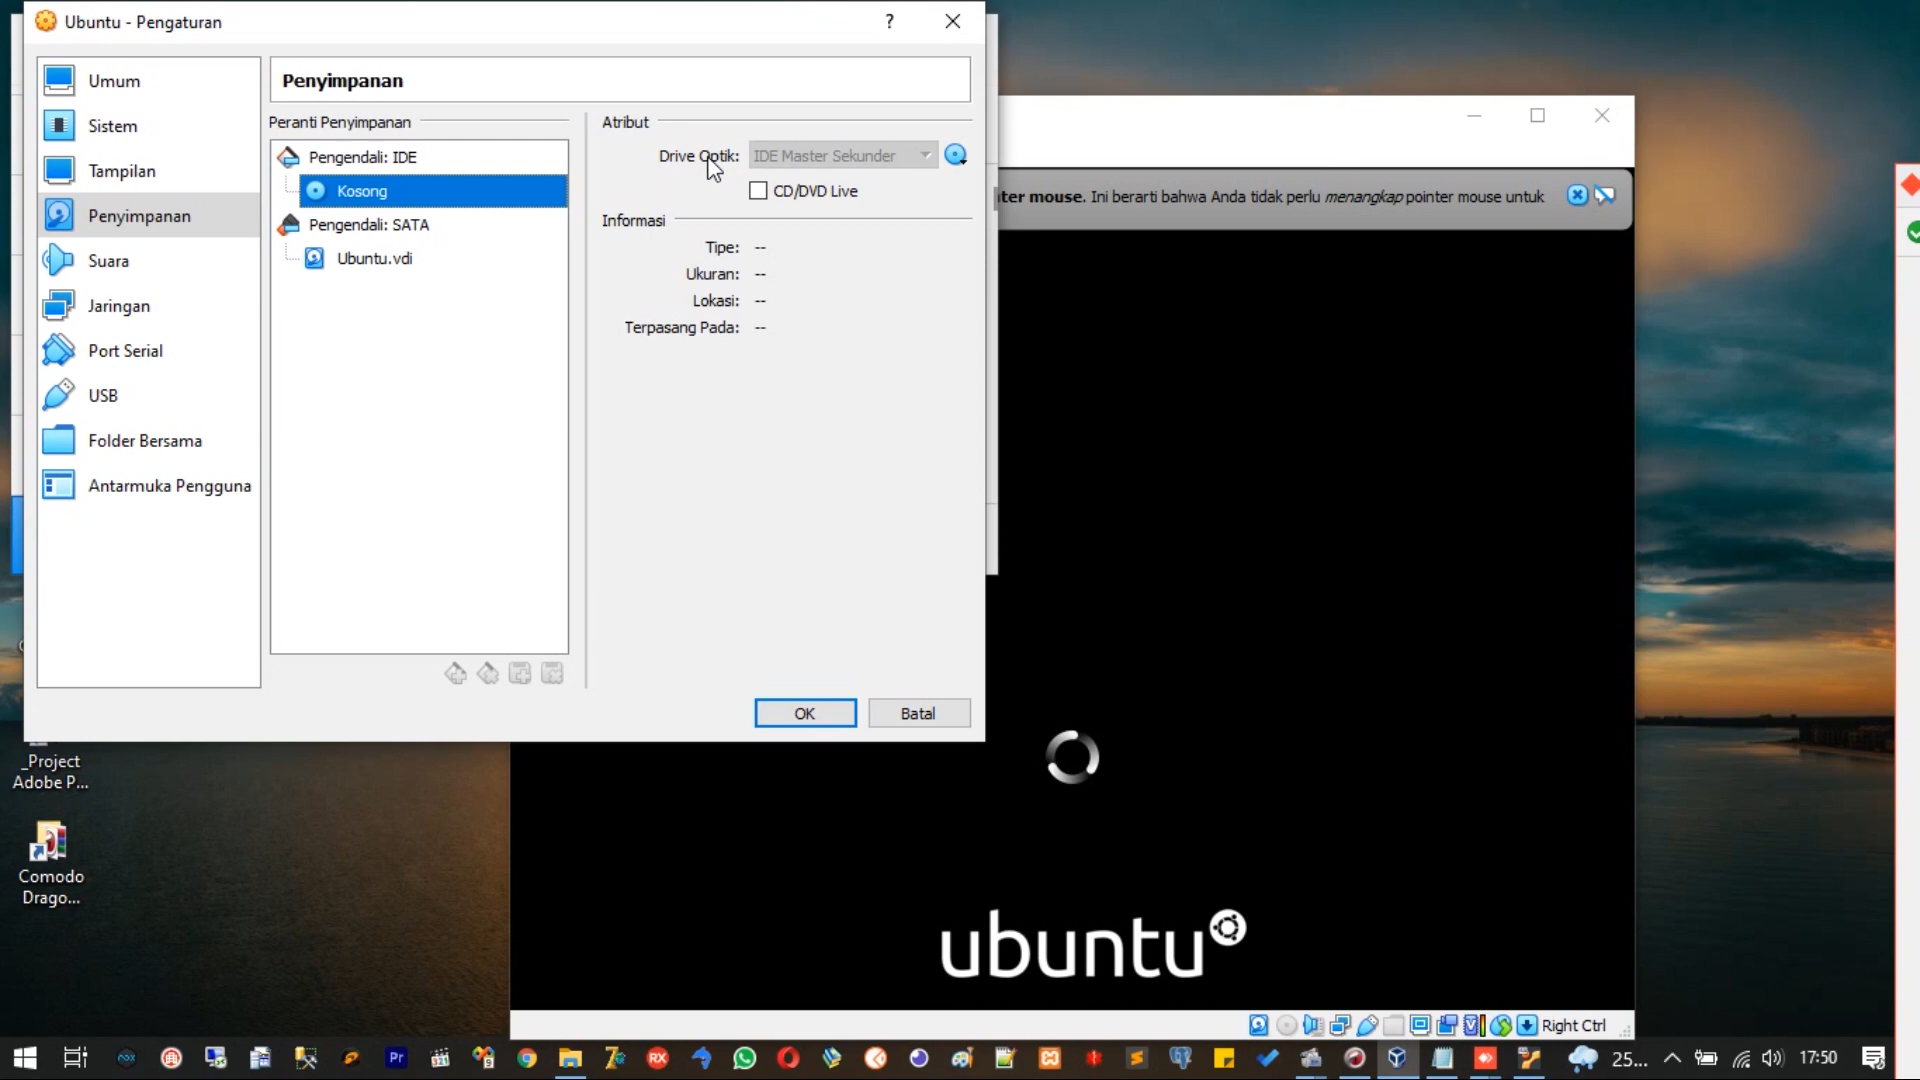 Ubuntu - Pengaturan
?
Umum
Sistem
Tampilan
Penyimpanan
Suara
Jaringan
Port Serial
USB
Folder Bersama
Antarmuka Pengguna
Penyimpanan
Peranti Penyimpanan
Pengendali: IDE
Kosong
Pengendali: SATA
Ubuntu.vdi
Atribut
Drive Optik: IDE Master Sekunder
CD/DVD Live
Informasi
Tipe: --
Ukuran: --
Lokasi: --
Terpasang Pada: --
OK
Batal
mouse. Ini berarti bahwa Anda tidak perlu menangkap pointer mouse untuk
ubuntu
Right Ctrl
_Project
Adobe P...
Comodo
Drago...
Pr
321
RX
25...
17:50